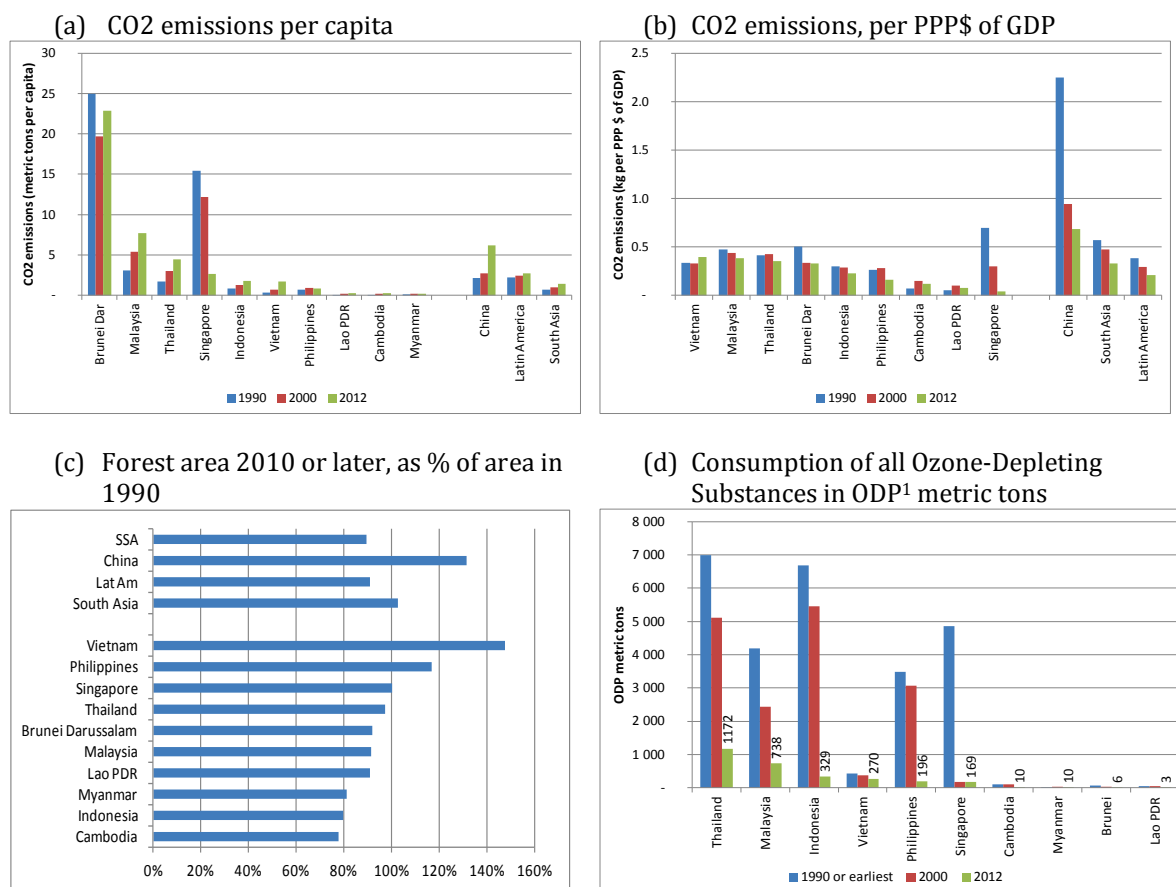 (a) CO2 emissions per capita
CO2 emissions (metric tons per capita)
30
25
20
15
10
5
-
Brunei Dar
Malaysia
Thailand
Singapore
Indonesia
Vietnam
Philippines
Lao PDR
Cambodia
Myanmar
China
Latin America
South Asia
1990 2000 2012
(b) CO2 emissions, per PPP$ of GDP
CO2 emissions (kg per PPP $ of GDP)
2.5
2.0
1.5
1.0
0.5
-
Vietnam
Malaysia
Thailand
Brunei Dar
Indonesia
Philippines
Cambodia
Lao PDR
Singapore
China
South Asia
Latin America
1990 2000 2012
(c) Forest area 2010 or later, as % of area in
1990
SSA
China
Lat Am
South Asia
Vietnam
Philippines
Singapore
Thailand
Brunei Darussalam
Malaysia
Lao PDR
Myanmar
Indonesia
Cambodia
0% 20% 40% 60% 80% 100% 120% 140% 160%
(d) Consumption of all Ozone-Depleting
Substances in ODP¹ metric tons
ODP metric tons
8 000
7 000
6 000
5 000
4 000
3 000
2 000
1 000
-
1172
738
329
270
196
169
10
10
6
3
Thailand
Malaysia
Indonesia
Vietnam
Philippines
Singapore
Cambodia
Myanmar
Brunei
Lao PDR
1990 or earliest 2000 2012